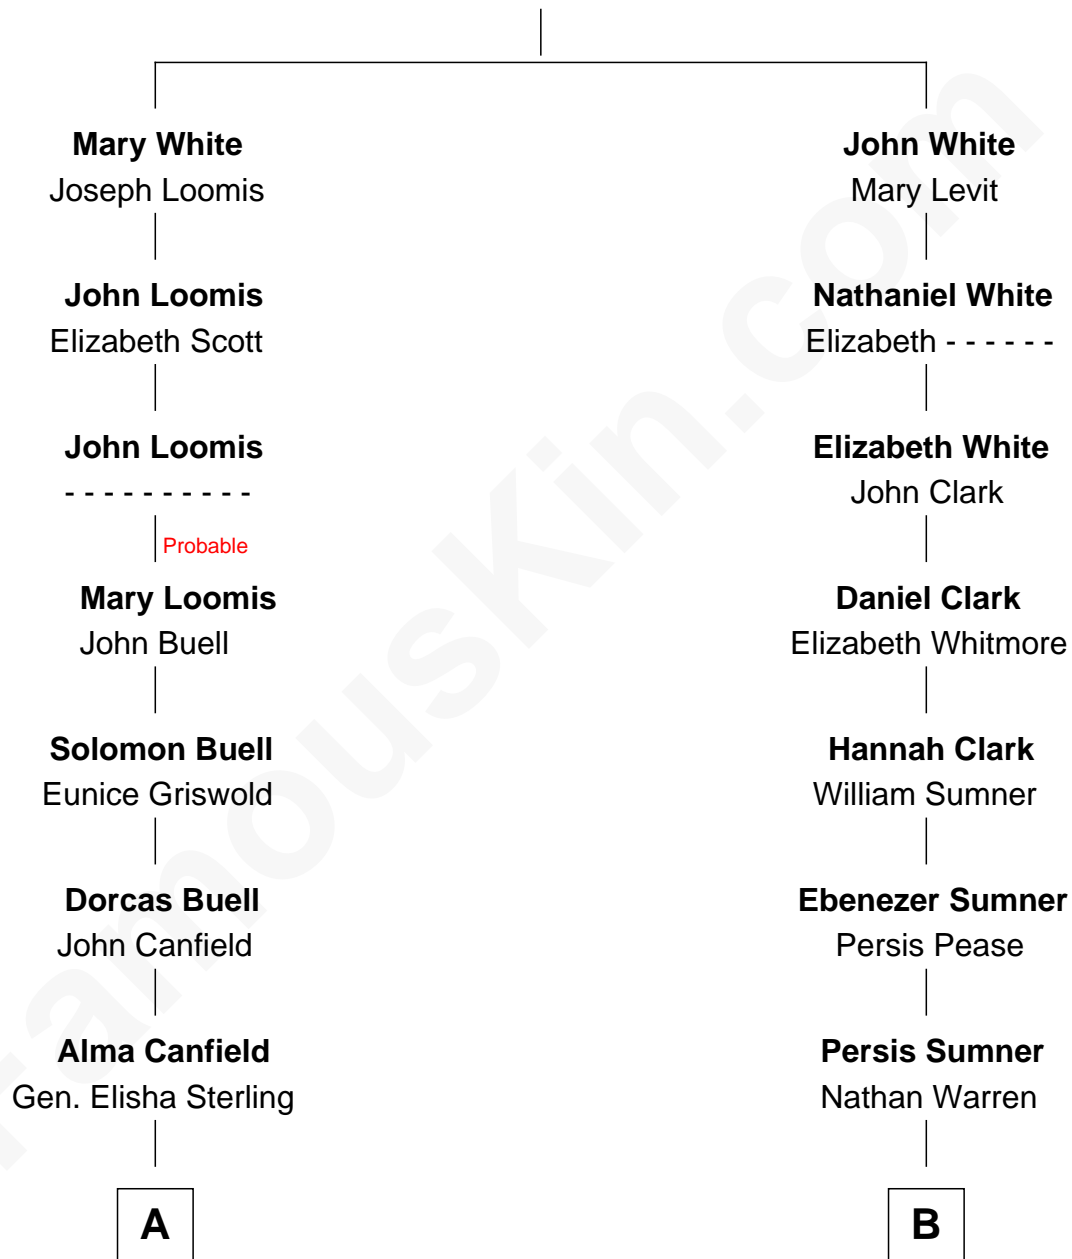 Mary White
Joseph Loomis
John Loomis
Elizabeth Scott
John Loomis
- - - - - - - - - -
Probable
Mary Loomis
John Buell
Solomon Buell
Eunice Griswold
Dorcas Buell
John Canfield
Alma Canfield
Gen. Elisha Sterling
A
John White
Mary Levit
Nathaniel White
Elizabeth - - - - - -
Elizabeth White
John Clark
Daniel Clark
Elizabeth Whitmore
Hannah Clark
William Sumner
Ebenezer Sumner
Persis Pease
Persis Sumner
Nathan Warren
B
FamousKin.com